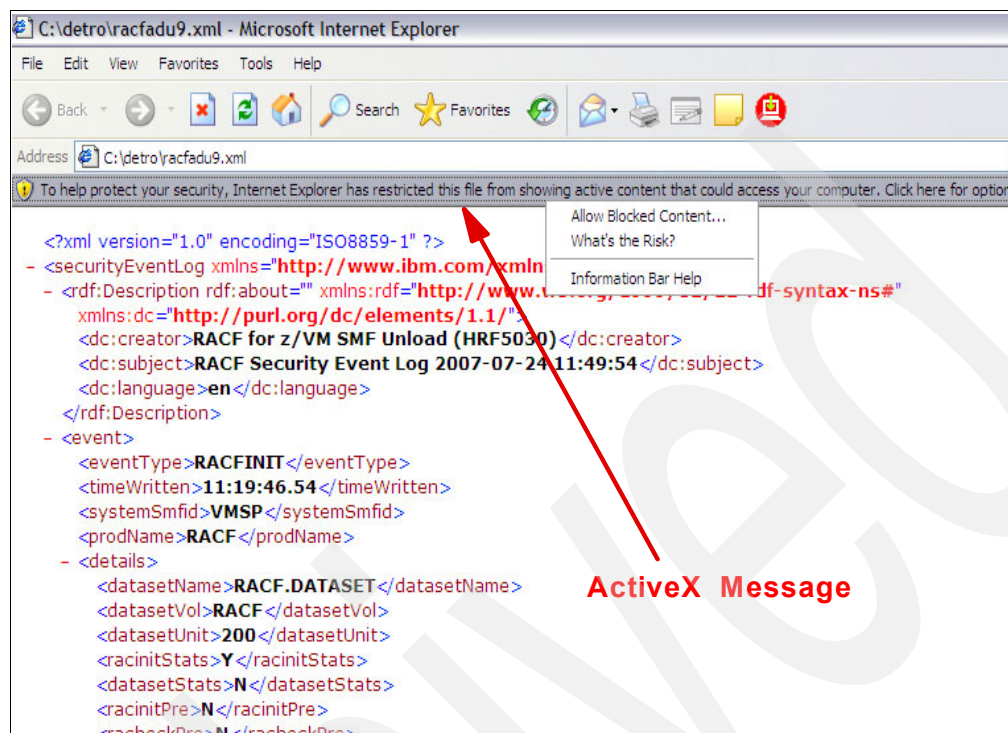 C:\detro\racfadu9.xml - Microsoft Internet Explorer
File Edit View Favorites Tools Help
Back Search Favorites
Address C:\detro\racfadu9.xml
To help protect your security, Internet Explorer has restricted this file from showing active content that could access your computer. Click here for option
Allow Blocked Content...
What's the Risk?
Information Bar Help
<?xml version="1.0" encoding="ISO8859-1" ?>
- <securityEventLog xmlns="http://www.ibm.com/xmln
- <rdf:Description rdf:about="" xmlns:rdf="http://www.w
df-syntax-ns#"
xmlns:dc="http://purl.org/dc/elements/1.1/">
<dc:creator>RACF for z/VM SMF Unload (HRF5030)</dc:creator>
<dc:subject>RACF Security Event Log 2007-07-24 11:49:54</dc:subject>
<dc:language>en</dc:language>
</rdf:Description>
- <event>
<eventType>RACFINIT</eventType>
<timeWritten>11:19:46.54</timeWritten>
<systemSmfid>VMSP</systemSmfid>
<prodName>RACF</prodName>
- <details>
<datasetName>RACF.DATASET</datasetName>
<datasetVol>RACF</datasetVol>
<datasetUnit>200</datasetUnit>
<racinitStats>Y</racinitStats>
<datasetStats>N</datasetStats>
<racinitPre>N</racinitPre>
ActiveX Message